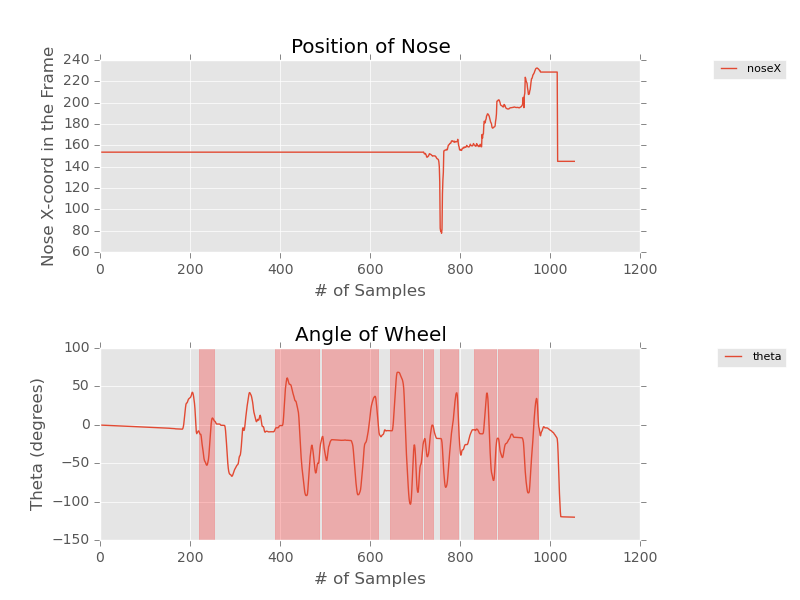 Position of Nose
240
220
200
180
160
140
120
100
80
60
Nose X-coord in the Frame
0 200 400 600 800 1000 1200
# of Samples
noseX
Angle of Wheel
100
50
0
−50
−100
−150
Theta (degrees)
0 200 400 600 800 1000 1200
# of Samples
theta